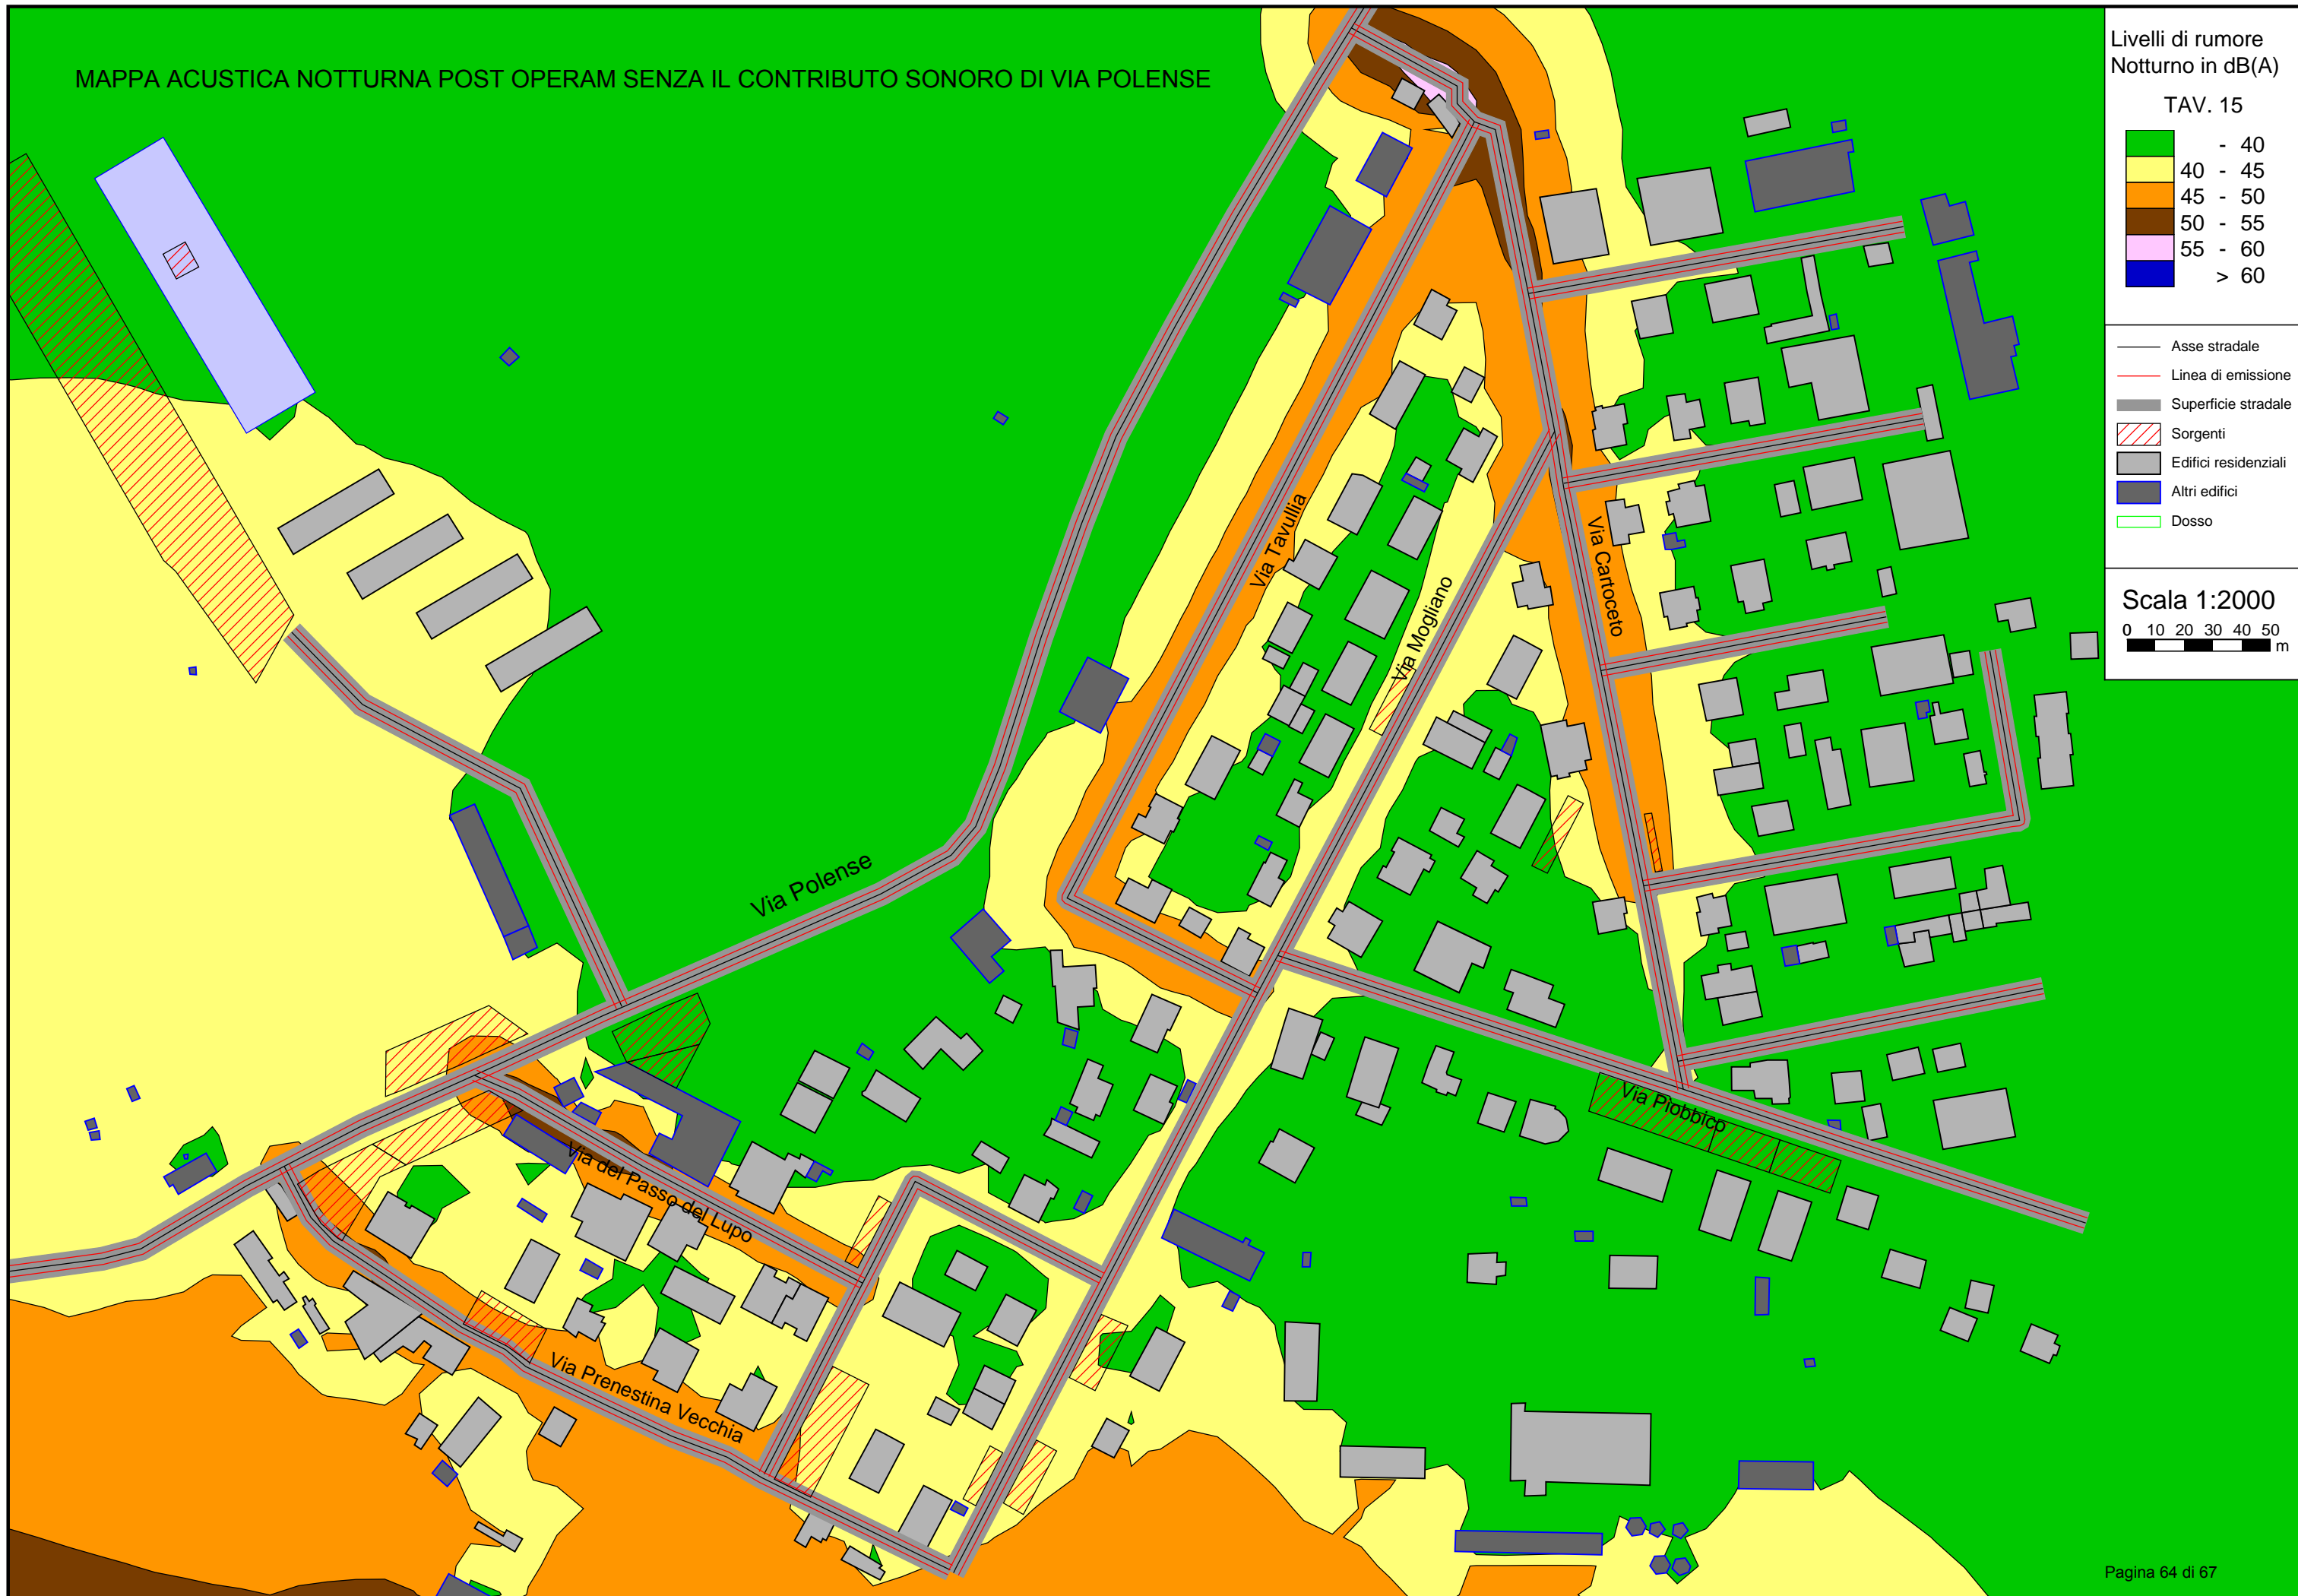 MAPPA ACUSTICA NOTTURNA POST OPERAM SENZA IL CONTRIBUTO SONORO DI VIA POLENSE
Livelli di rumore
Notturno in dB(A)
TAV. 15
- 40
40 - 45
45 - 50
50 - 55
55 - 60
> 60
Asse stradale
Linea di emissione
Superficie stradale
Sorgenti
Edifici residenziali
Altri edifici
Dosso
Scala 1:2000
0 10 20 30 40 50
m
Via Tavullia
Via Cartoceto
Via Mogliano
Via Polense
Via Piobbico
Via del Passo del Lupo
Via Prenestina Vecchia
Pagina 64 di 67